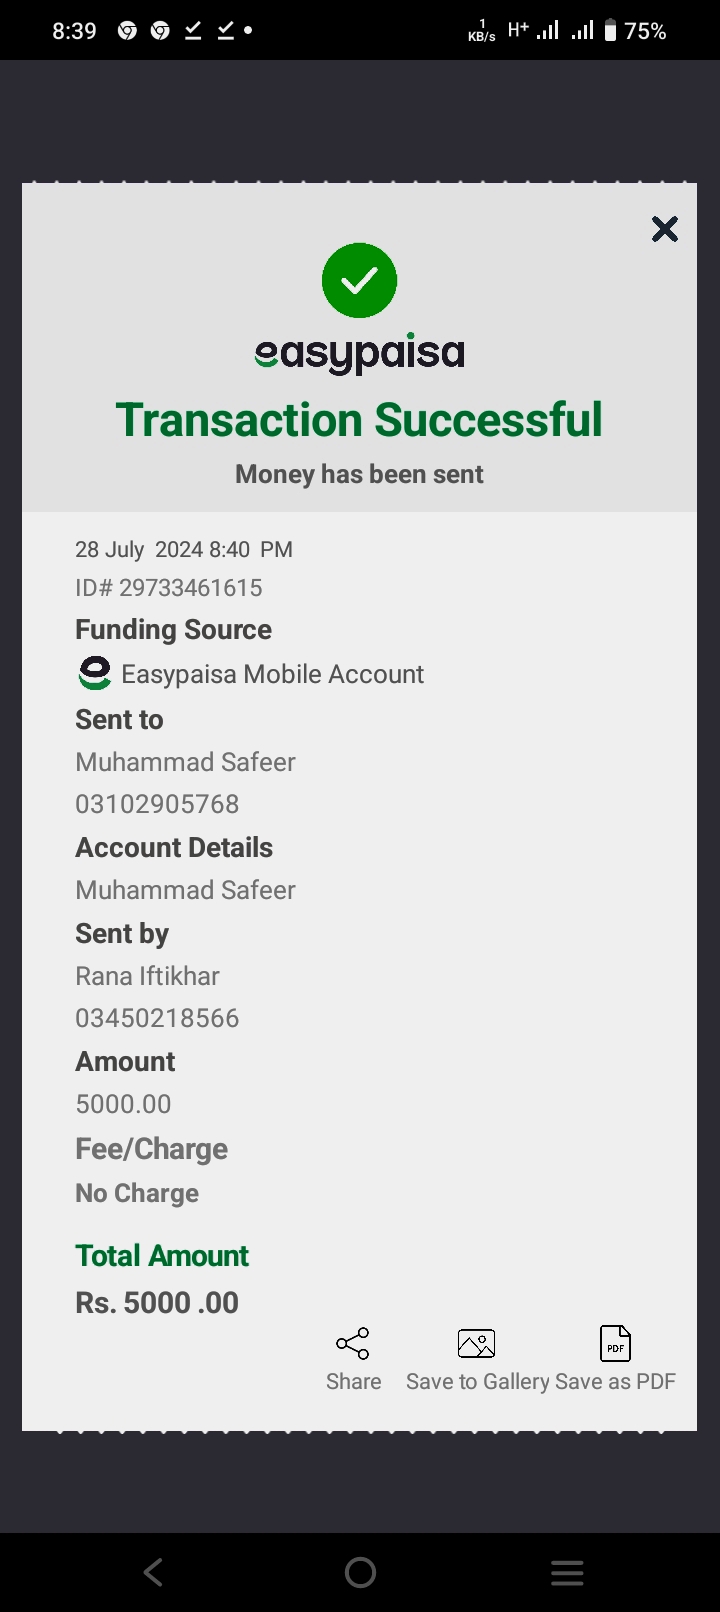 8:39
1 KB/s H+ 75%
easypaisa
Transaction Successful
Money has been sent
28 July 2024 8:40 PM
ID# 29733461615
Funding Source
Easypaisa Mobile Account
Sent to
Muhammad Safeer
03102905768
Account Details
Muhammad Safeer
Sent by
Rana Iftikhar
03450218566
Amount
5000.00
Fee/Charge
No Charge
Total Amount
Rs. 5000 .00
PDF
Share Save to Gallery Save as PDF